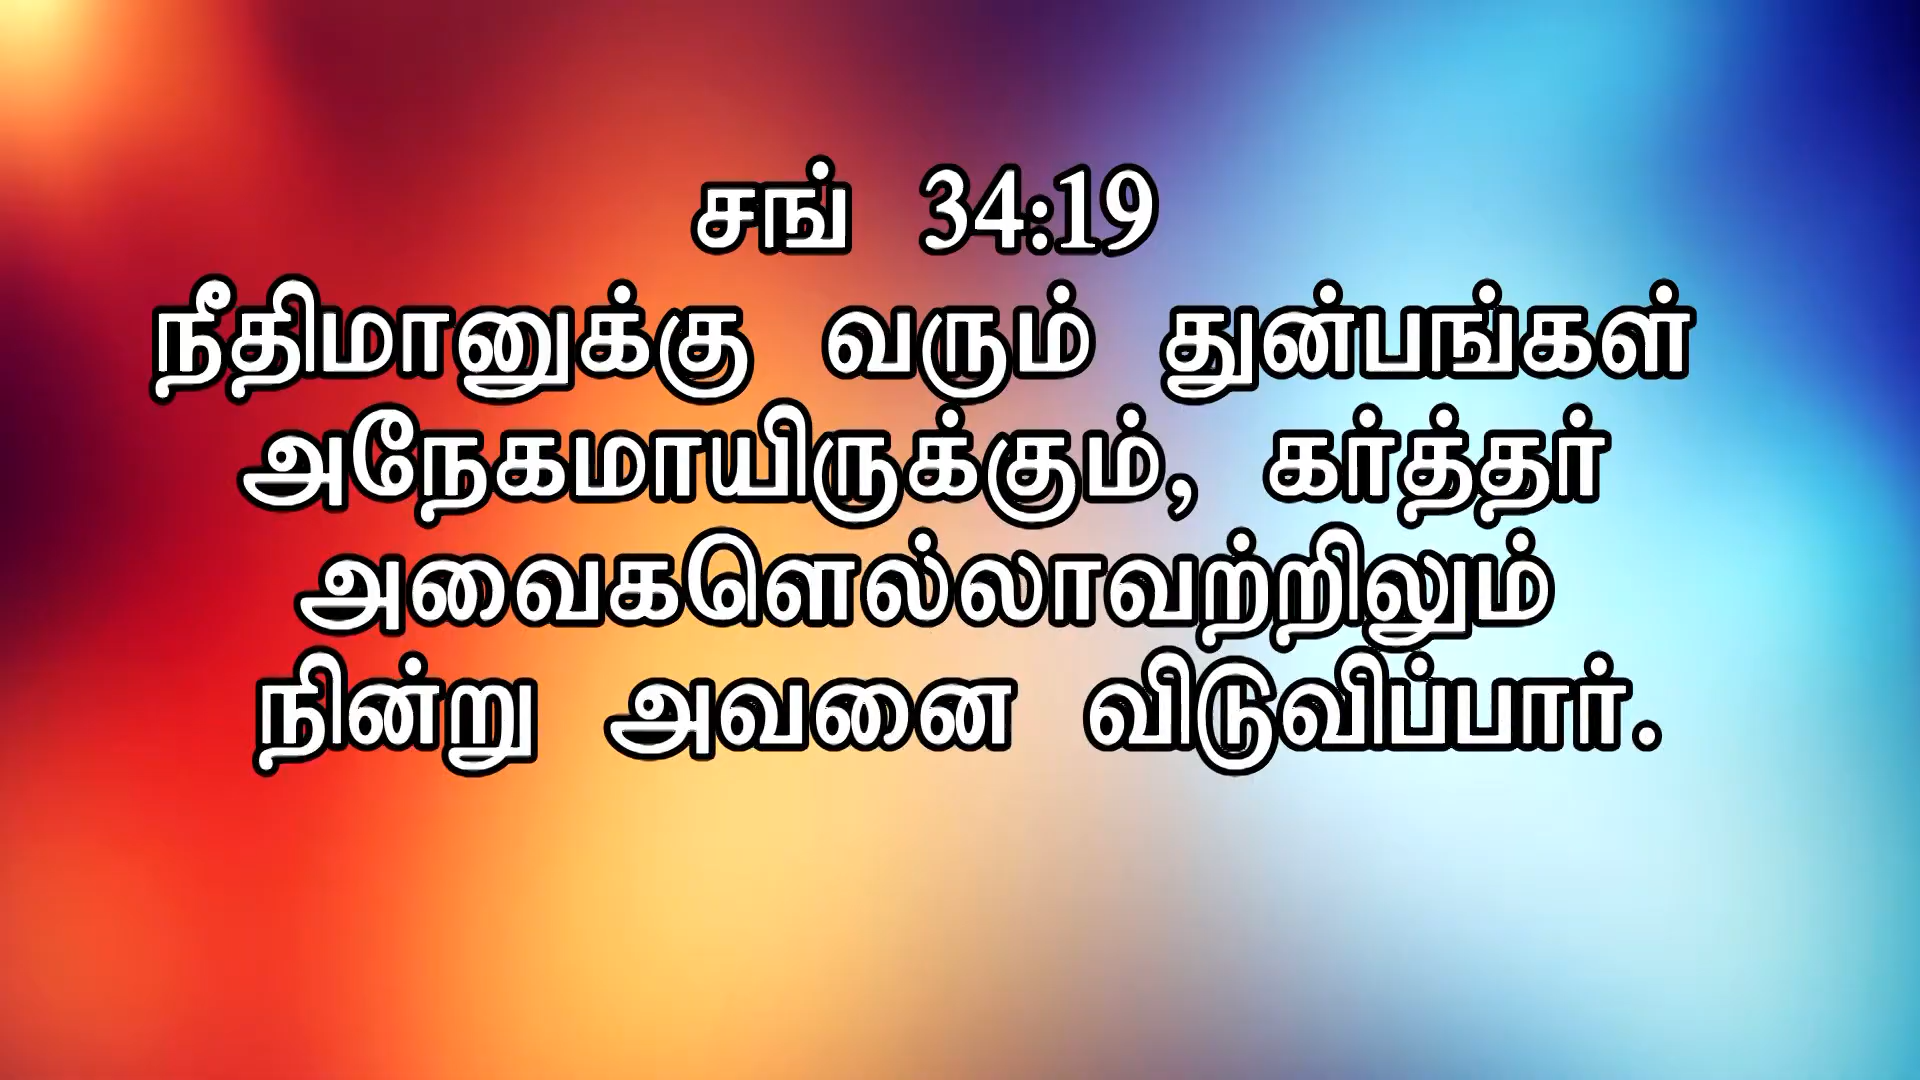 சங் 34:19
நீதிமானுக்கு வரும் துன்பங்கள்
அநேகமாயிருக்கும், கர்த்தர்
அவைகளெல்லாவற்றிலும்
நின்று அவனை விடுவிப்பார்.